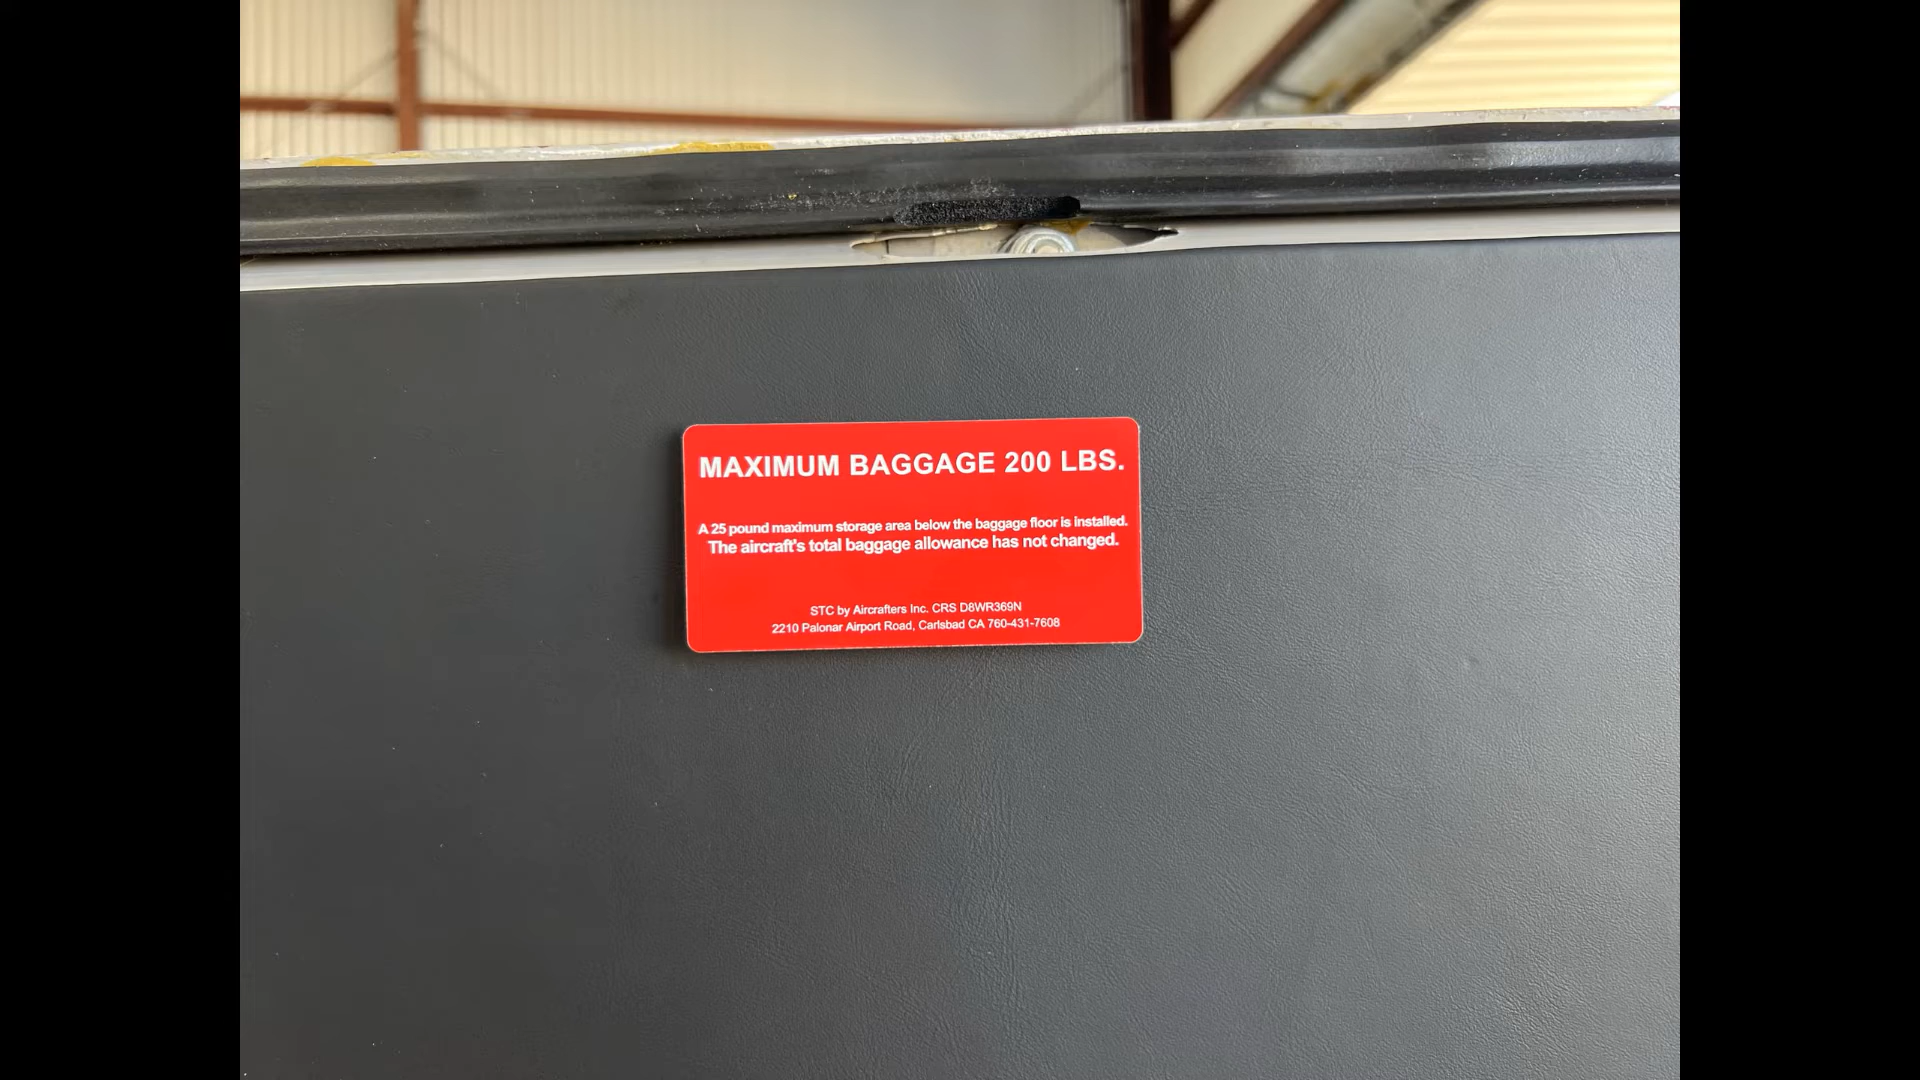 MAXIMUM BAGGAGE 200 LBS.
A 25 pound maximum storage area below the baggage floor is installed.
The aircraft's total baggage allowance has not changed.
STC by Aircrafters Inc. CRS D8WR369N
2210 Palonar Airport Road, Carlsbad CA 760-431-7608